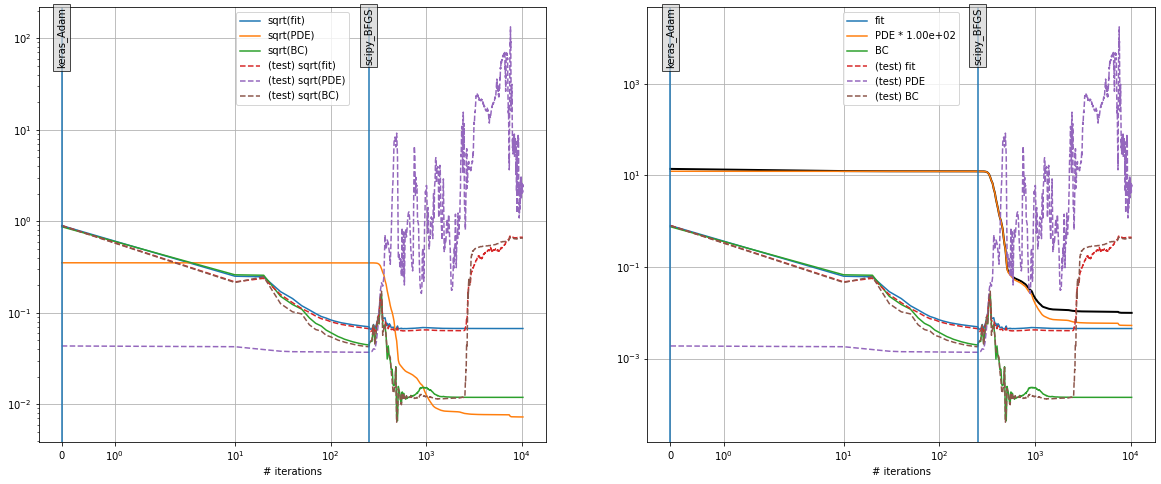 keras_Adam
scipy_BFGS
sqrt(fit)
sqrt(PDE)
sqrt(BC)
(test) sqrt(fit)
(test) sqrt(PDE)
(test) sqrt(BC)
10²
10¹
10⁰
10⁻¹
10⁻²
0
10⁰
10¹
10²
10³
10⁴
# iterations
keras_Adam
scipy_BFGS
fit
PDE * 1.00e+02
BC
(test) fit
(test) PDE
(test) BC
10³
10¹
10⁻¹
10⁻³
0
10⁰
10¹
10²
10³
10⁴
# iterations